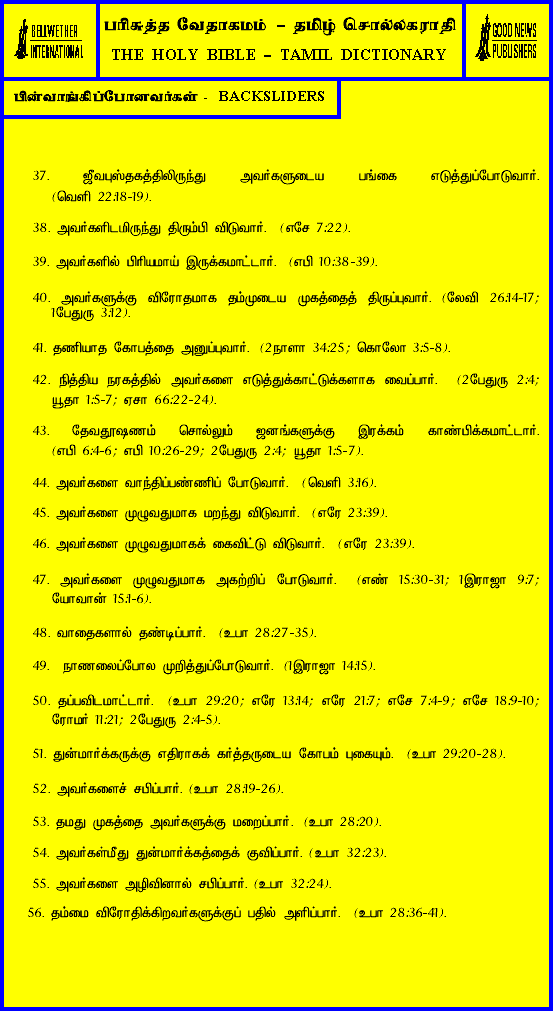 BELLWETHER INTERNATIONAL
பரிசுத்த வேதாகமம் – தமிழ் சொல்லகராதி
THE HOLY BIBLE – TAMIL DICTIONARY
GOOD NEWS PUBLISHERS
பின்வாங்கிப்போனவர்கள் - BACKSLIDERS
37. ஜீவபுஸ்தகத்திலிருந்து அவர்களுடைய பங்கை எடுத்துப்போடுவார்.
(வெளி 22:18-19).
38. அவர்களிடமிருந்து திரும்பி விடுவார். (எசே 7:22).
39. அவர்களில் பிரியமாய் இருக்கமாட்டார். (எபி 10:38-39).
40. அவர்களுக்கு விரோதமாக தம்முடைய முகத்தைத் திருப்புவார். (லேவி 26:14-17;
1பேதுரு 3:12).
41. தணியாத கோபத்தை அனுப்புவார். (2நாளா 34:25; கொலோ 3:5-8).
42. நித்திய நரகத்தில் அவர்களை எடுத்துக்காட்டுக்களாக வைப்பார். (2பேதுரு 2:4;
யூதா 1:5-7; ஏசா 66:22-24).
43. தேவதூஷணம் சொல்லும் ஜனங்களுக்கு இரக்கம் காண்பிக்கமாட்டார்.
(எபி 6:4-6; எபி 10:26-29; 2பேதுரு 2:4; யூதா 1:5-7).
44. அவர்களை வாந்திப்பண்ணிப் போடுவார். (வெளி 3:16).
45. அவர்களை முழுவதுமாக மறந்து விடுவார். (எரே 23:39).
46. அவர்களை முழுவதுமாகக் கைவிட்டு விடுவார். (எரே 23:39).
47. அவர்களை முழுவதுமாக அகற்றிப் போடுவார். (எண் 15:30-31; 1இராஜா 9:7;
யோவான் 15:1-6).
48. வாதைகளால் தண்டிப்பார். (உபா 28:27-35).
49. நாணலைப்போல முறித்துப்போடுவார். (1இராஜா 14:15).
50. தப்பவிடமாட்டார். (உபா 29:20; எரே 13:14; எரே 21:7; எசே 7:4-9; எசே 18:9-10;
ரோமர் 11:21; 2பேதுரு 2:4-5).
51. துன்மார்க்கருக்கு எதிராகக் கர்த்தருடைய கோபம் புகையும். (உபா 29:20-28).
52. அவர்களைச் சபிப்பார். (உபா 28:19-26).
53. தமது முகத்தை அவர்களுக்கு மறைப்பார். (உபா 28:20).
54. அவர்கள்மீது துன்மார்க்கத்தைக் குவிப்பார். (உபா 32:23).
55. அவர்களை அழிவினால் சபிப்பார். (உபா 32:24).
56. தம்மை விரோதிக்கிறவர்களுக்குப் பதில் அளிப்பார். (உபா 28:36-41).